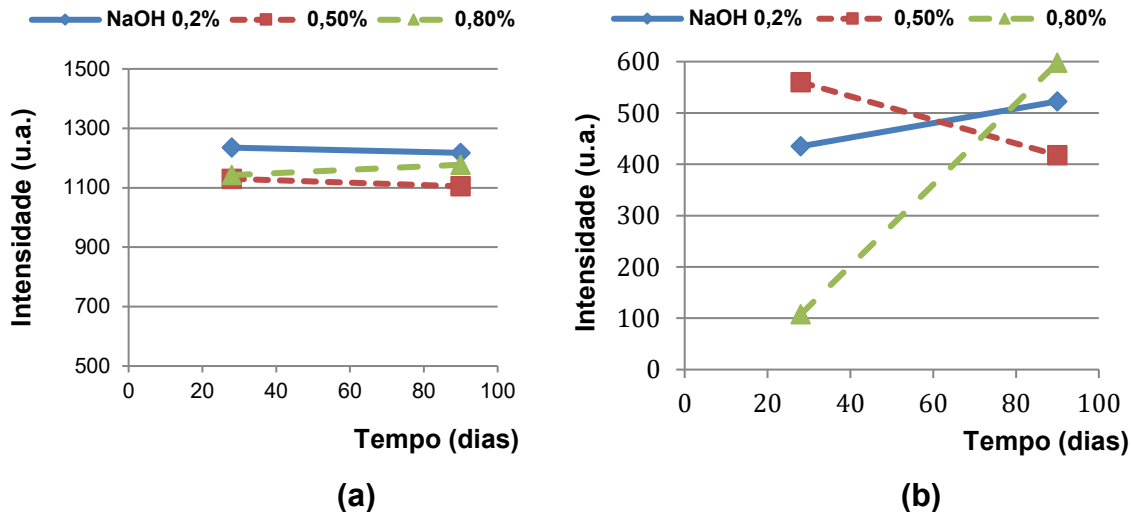 NaOH 0,2% 0,50% 0,80%
Intensidade (u.a.)
1500
1300
1100
900
700
500
0 20 40 60 80 100
Tempo (dias)
(a)
NaOH 0,2% 0,50% 0,80%
Intensidade (u.a.)
600
500
400
300
200
100
0
0 20 40 60 80 100
Tempo (dias)
(b)